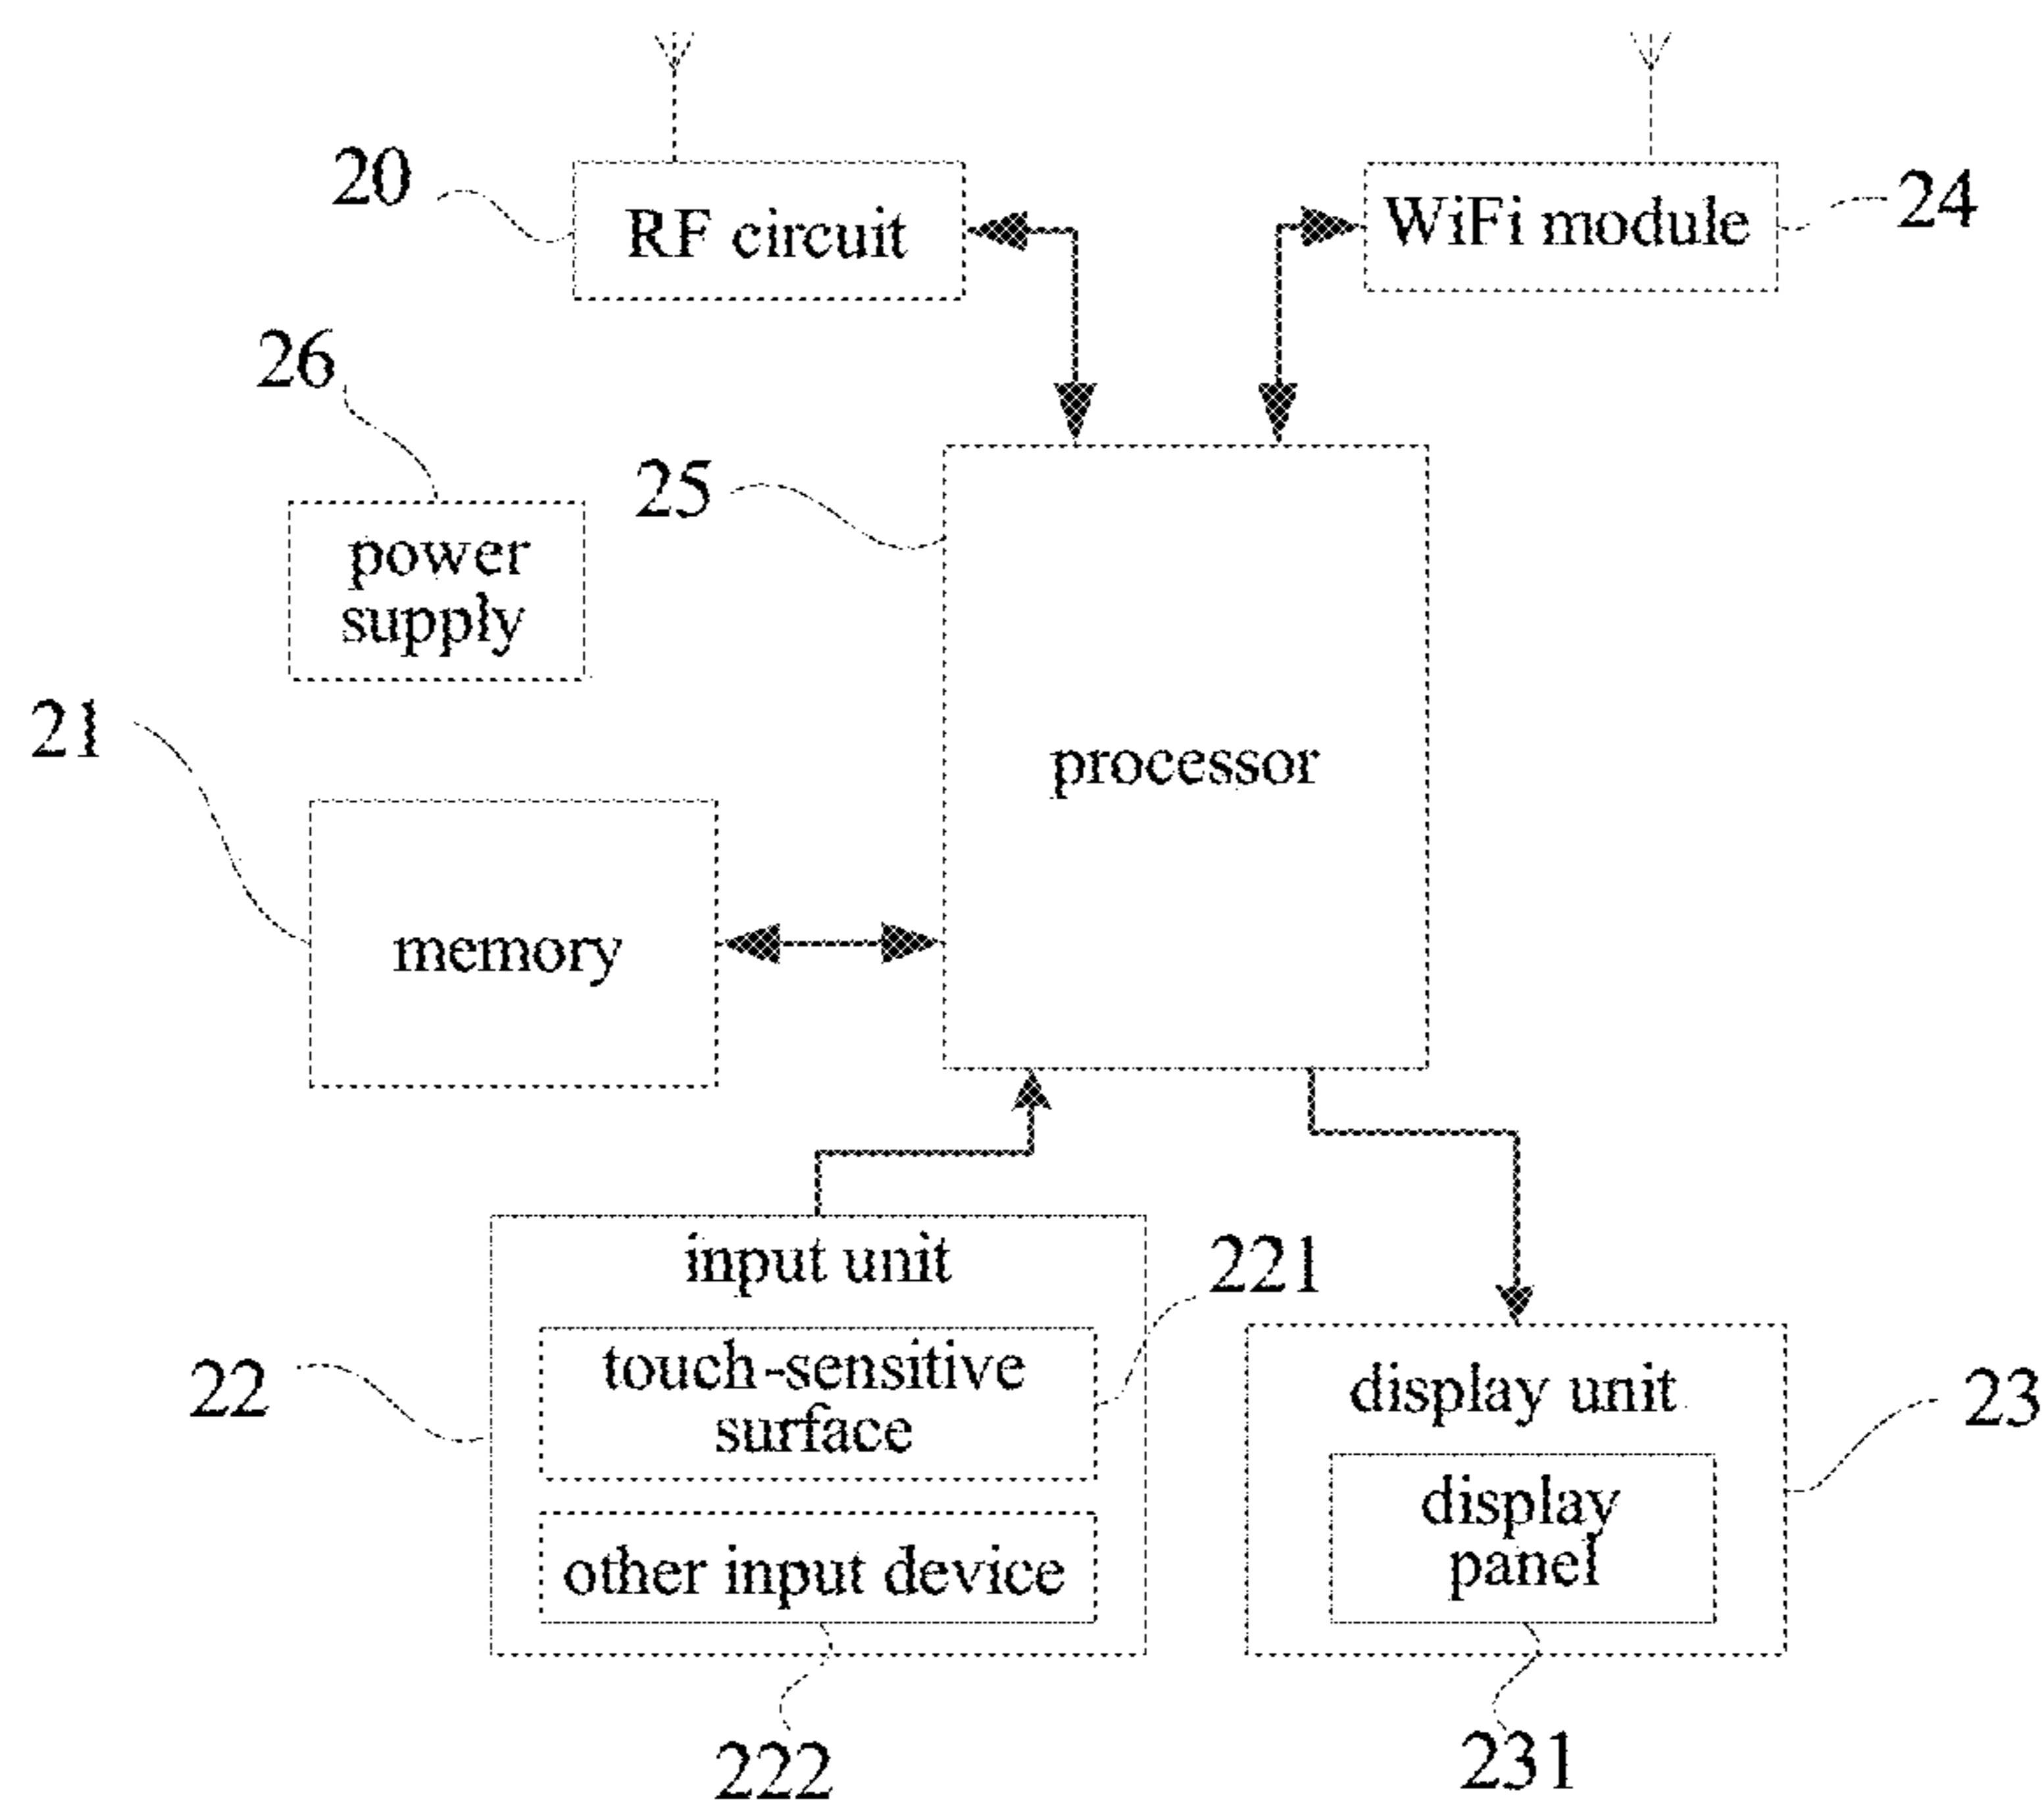 20
RF circuit
WiFi module
24
26
power
supply
25
processor
21
memory
input unit
221
touch-sensitive
surface
22
other input device
222
display unit
23
display
panel
231